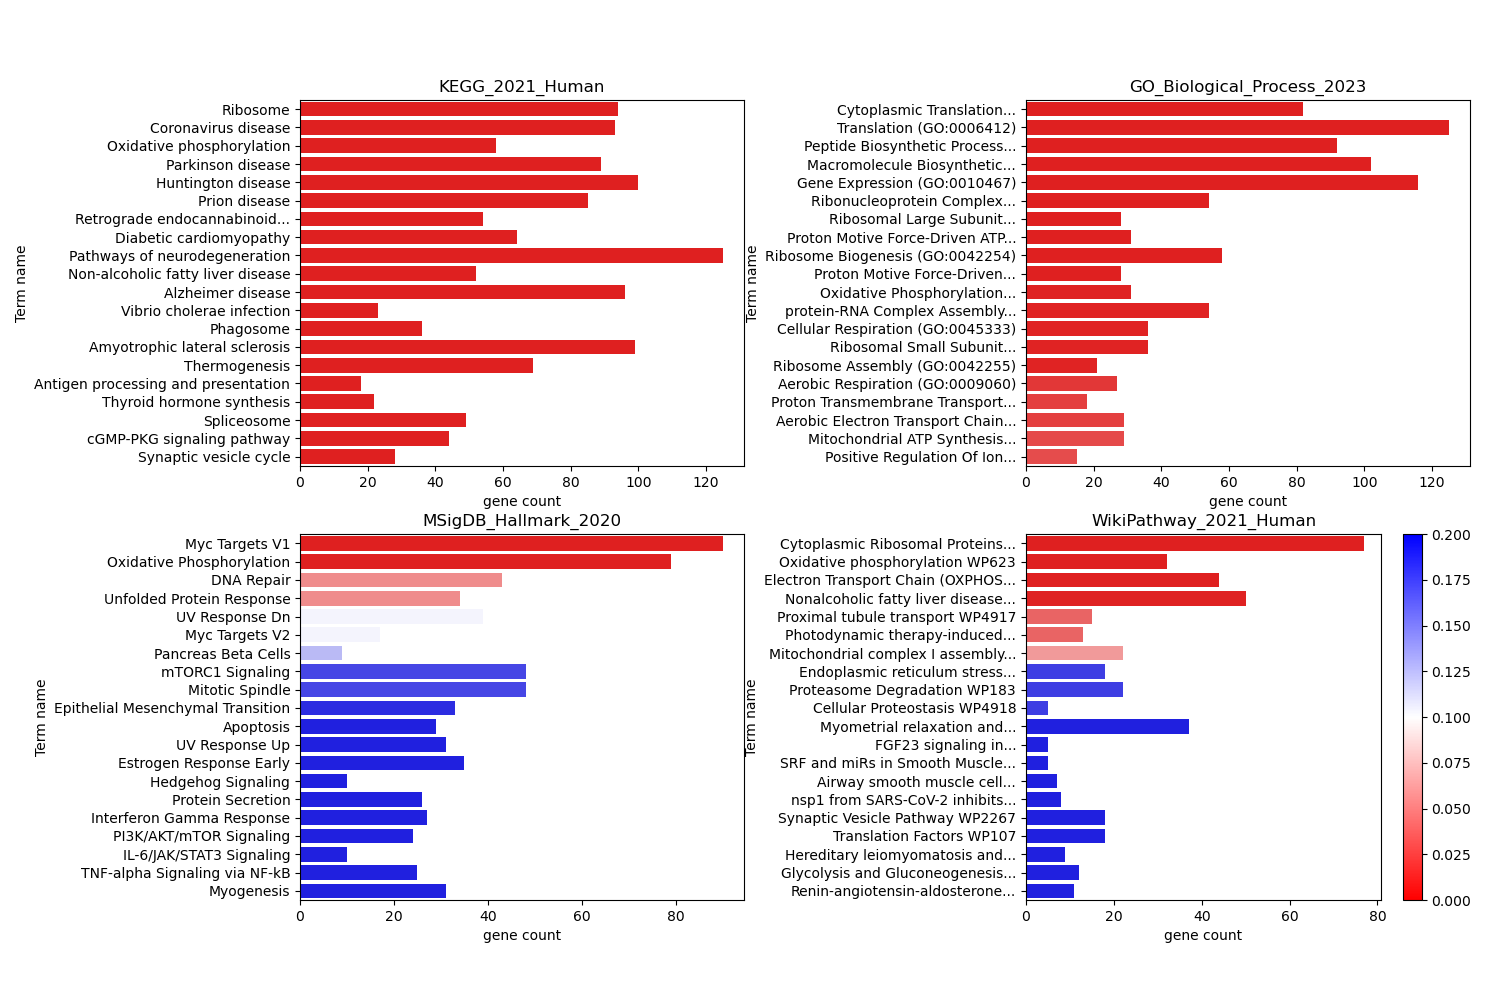 KEGG_2021_Human
Term name
Ribosome
Coronavirus disease
Oxidative phosphorylation
Parkinson disease
Huntington disease
Prion disease
Retrograde endocannabinoid...
Diabetic cardiomyopathy
Pathways of neurodegeneration
Non-alcoholic fatty liver disease
Alzheimer disease
Vibrio cholerae infection
Phagosome
Amyotrophic lateral sclerosis
Thermogenesis
Antigen processing and presentation
Thyroid hormone synthesis
Spliceosome
cGMP-PKG signaling pathway
Synaptic vesicle cycle
0 20 40 60 80 100 120
gene count
GO_Biological_Process_2023
Term name
Cytoplasmic Translation...
Translation (GO:0006412)
Peptide Biosynthetic Process...
Macromolecule Biosynthetic...
Gene Expression (GO:0010467)
Ribonucleoprotein Complex...
Ribosomal Large Subunit...
Proton Motive Force-Driven ATP...
Ribosome Biogenesis (GO:0042254)
Proton Motive Force-Driven...
Oxidative Phosphorylation...
protein-RNA Complex Assembly...
Cellular Respiration (GO:0045333)
Ribosomal Small Subunit...
Ribosome Assembly (GO:0042255)
Aerobic Respiration (GO:0009060)
Proton Transmembrane Transport...
Aerobic Electron Transport Chain...
Mitochondrial ATP Synthesis...
Positive Regulation Of Ion...
0 20 40 60 80 100 120
gene count
MSigDB_Hallmark_2020
Term name
Myc Targets V1
Oxidative Phosphorylation
DNA Repair
Unfolded Protein Response
UV Response Dn
Myc Targets V2
Pancreas Beta Cells
mTORC1 Signaling
Mitotic Spindle
Epithelial Mesenchymal Transition
Apoptosis
UV Response Up
Estrogen Response Early
Hedgehog Signaling
Protein Secretion
Interferon Gamma Response
PI3K/AKT/mTOR Signaling
IL-6/JAK/STAT3 Signaling
TNF-alpha Signaling via NF-kB
Myogenesis
0 20 40 60 80
gene count
WikiPathway_2021_Human
Term name
Cytoplasmic Ribosomal Proteins...
Oxidative phosphorylation WP623
Electron Transport Chain (OXPHOS...
Nonalcoholic fatty liver disease...
Proximal tubule transport WP4917
Photodynamic therapy-induced...
Mitochondrial complex I assembly...
Endoplasmic reticulum stress...
Proteasome Degradation WP183
Cellular Proteostasis WP4918
Myometrial relaxation and...
FGF23 signaling in...
SRF and miRs in Smooth Muscle...
Airway smooth muscle cell...
nsp1 from SARS-CoV-2 inhibits...
Synaptic Vesicle Pathway WP2267
Translation Factors WP107
Hereditary leiomyomatosis and...
Glycolysis and Gluconeogenesis...
Renin-angiotensin-aldosterone...
0 20 40 60 80
gene count
0.200
0.175
0.150
0.125
0.100
0.075
0.050
0.025
0.000